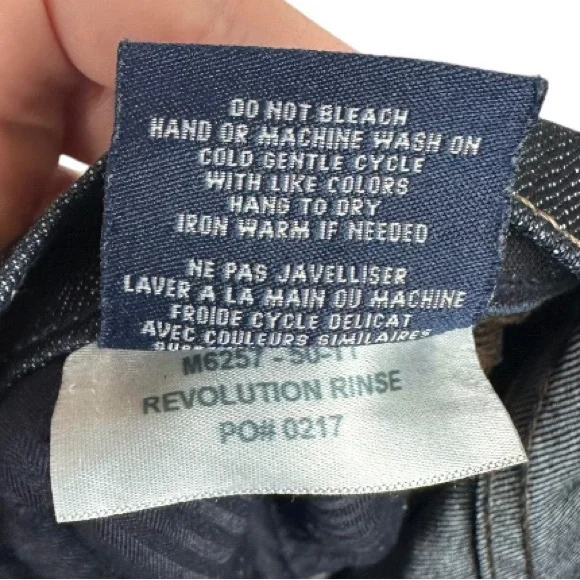 DO NOT BLEACH
HAND OR MACHINE WASH ON
COLD GENTLE CYCLE
WITH LIKE COLORS
HANG TO DRY
IRON WARM IF NEEDED
NE PAS JAVELLISER
LAVER A LA MAIN OU MACHINE
FROIDE CYCLE DELICAT
AVEC COULEURS SIMILAIRES
M6257 - 50-11
REVOLUTION RINSE
PO# 0217